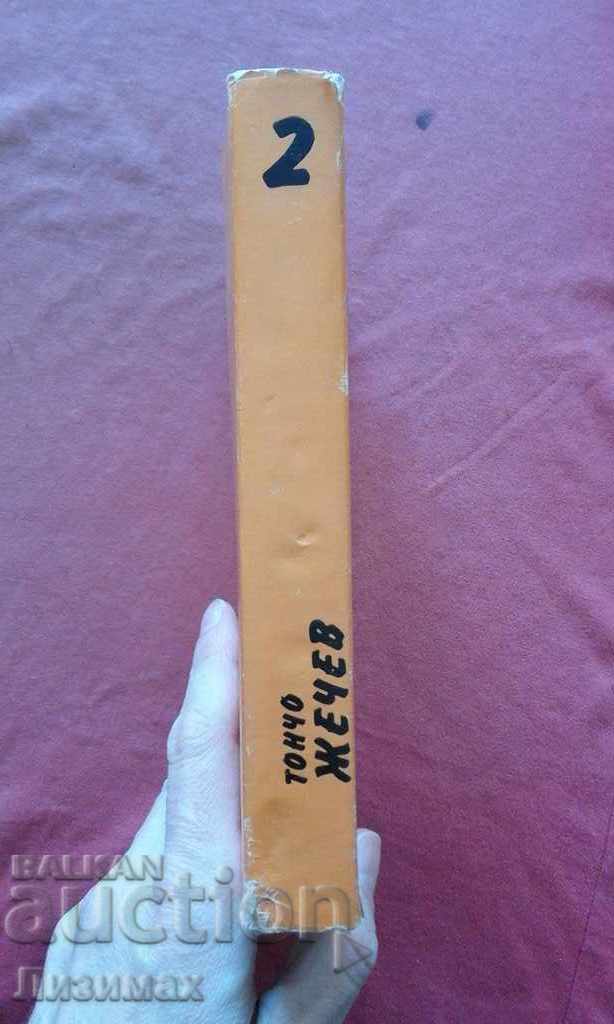 2
ТОНЧО
ЖЕЧЕВ
BALKAN
auction
Лизимах